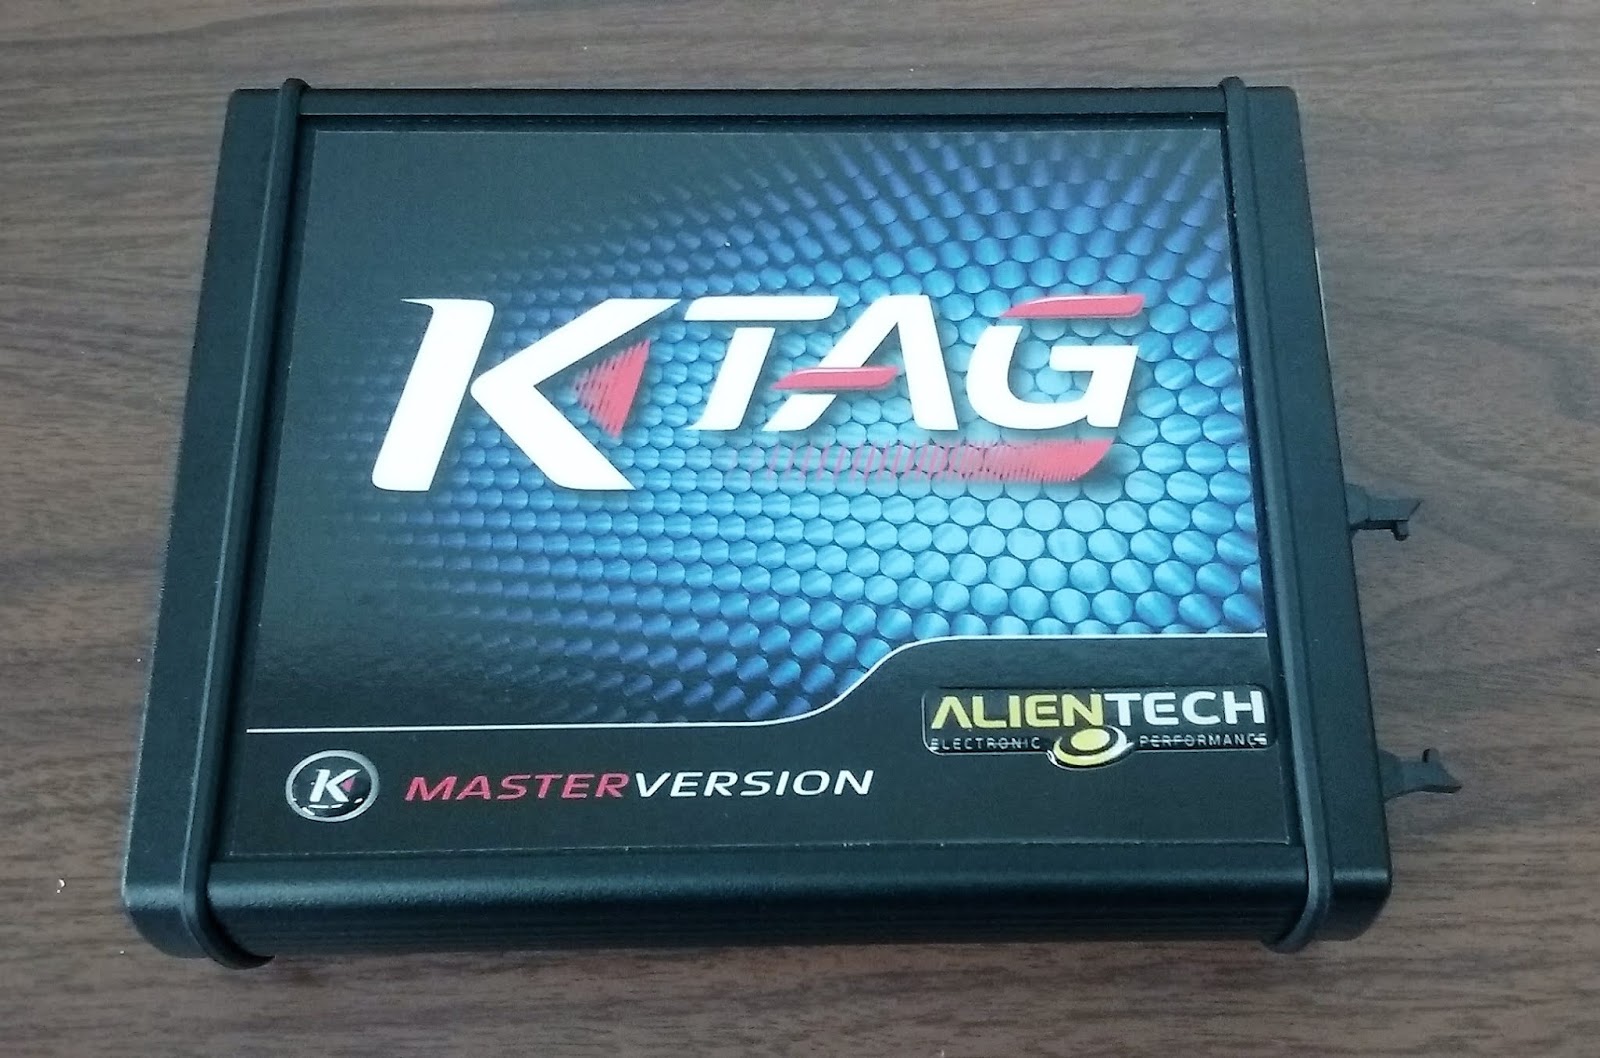 KTAG
ALIENTECH
ELECTRONIC PERFORMANCE
K MASTERVERSION